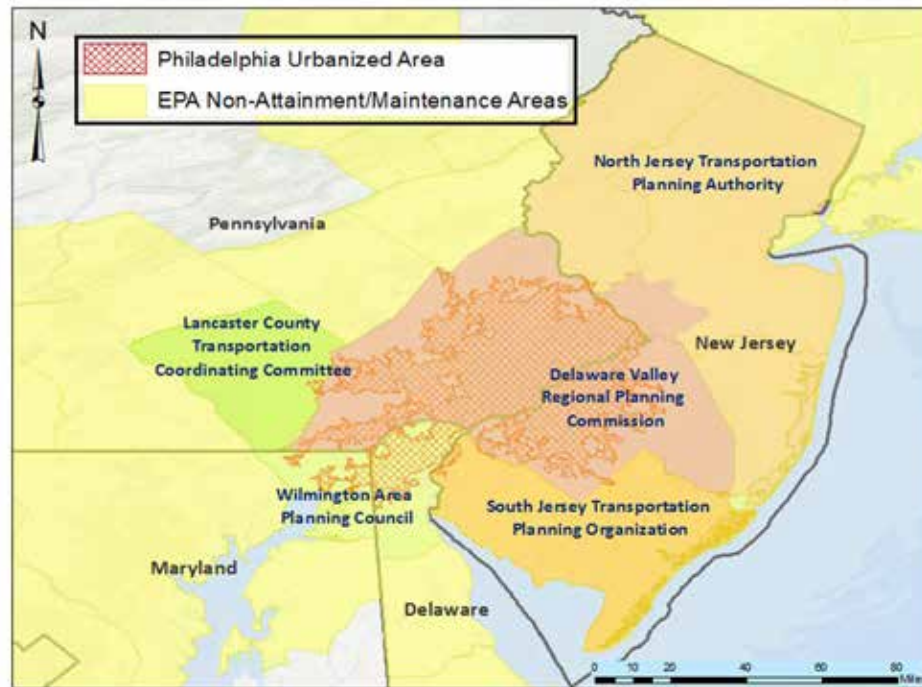 N
Philadelphia Urbanized Area
EPA Non-Attainment/Maintenance Areas
North Jersey Transportation
Planning Authority
Pennsylvania
Lancaster County
Transportation
Coordinating Committee
New Jersey
Delaware Valley
Regional Planning
Commission
Wilmington Area
Planning Council
South Jersey Transportation
Planning Organization
Maryland
Delaware
0 10 20 40 60 80
Miles